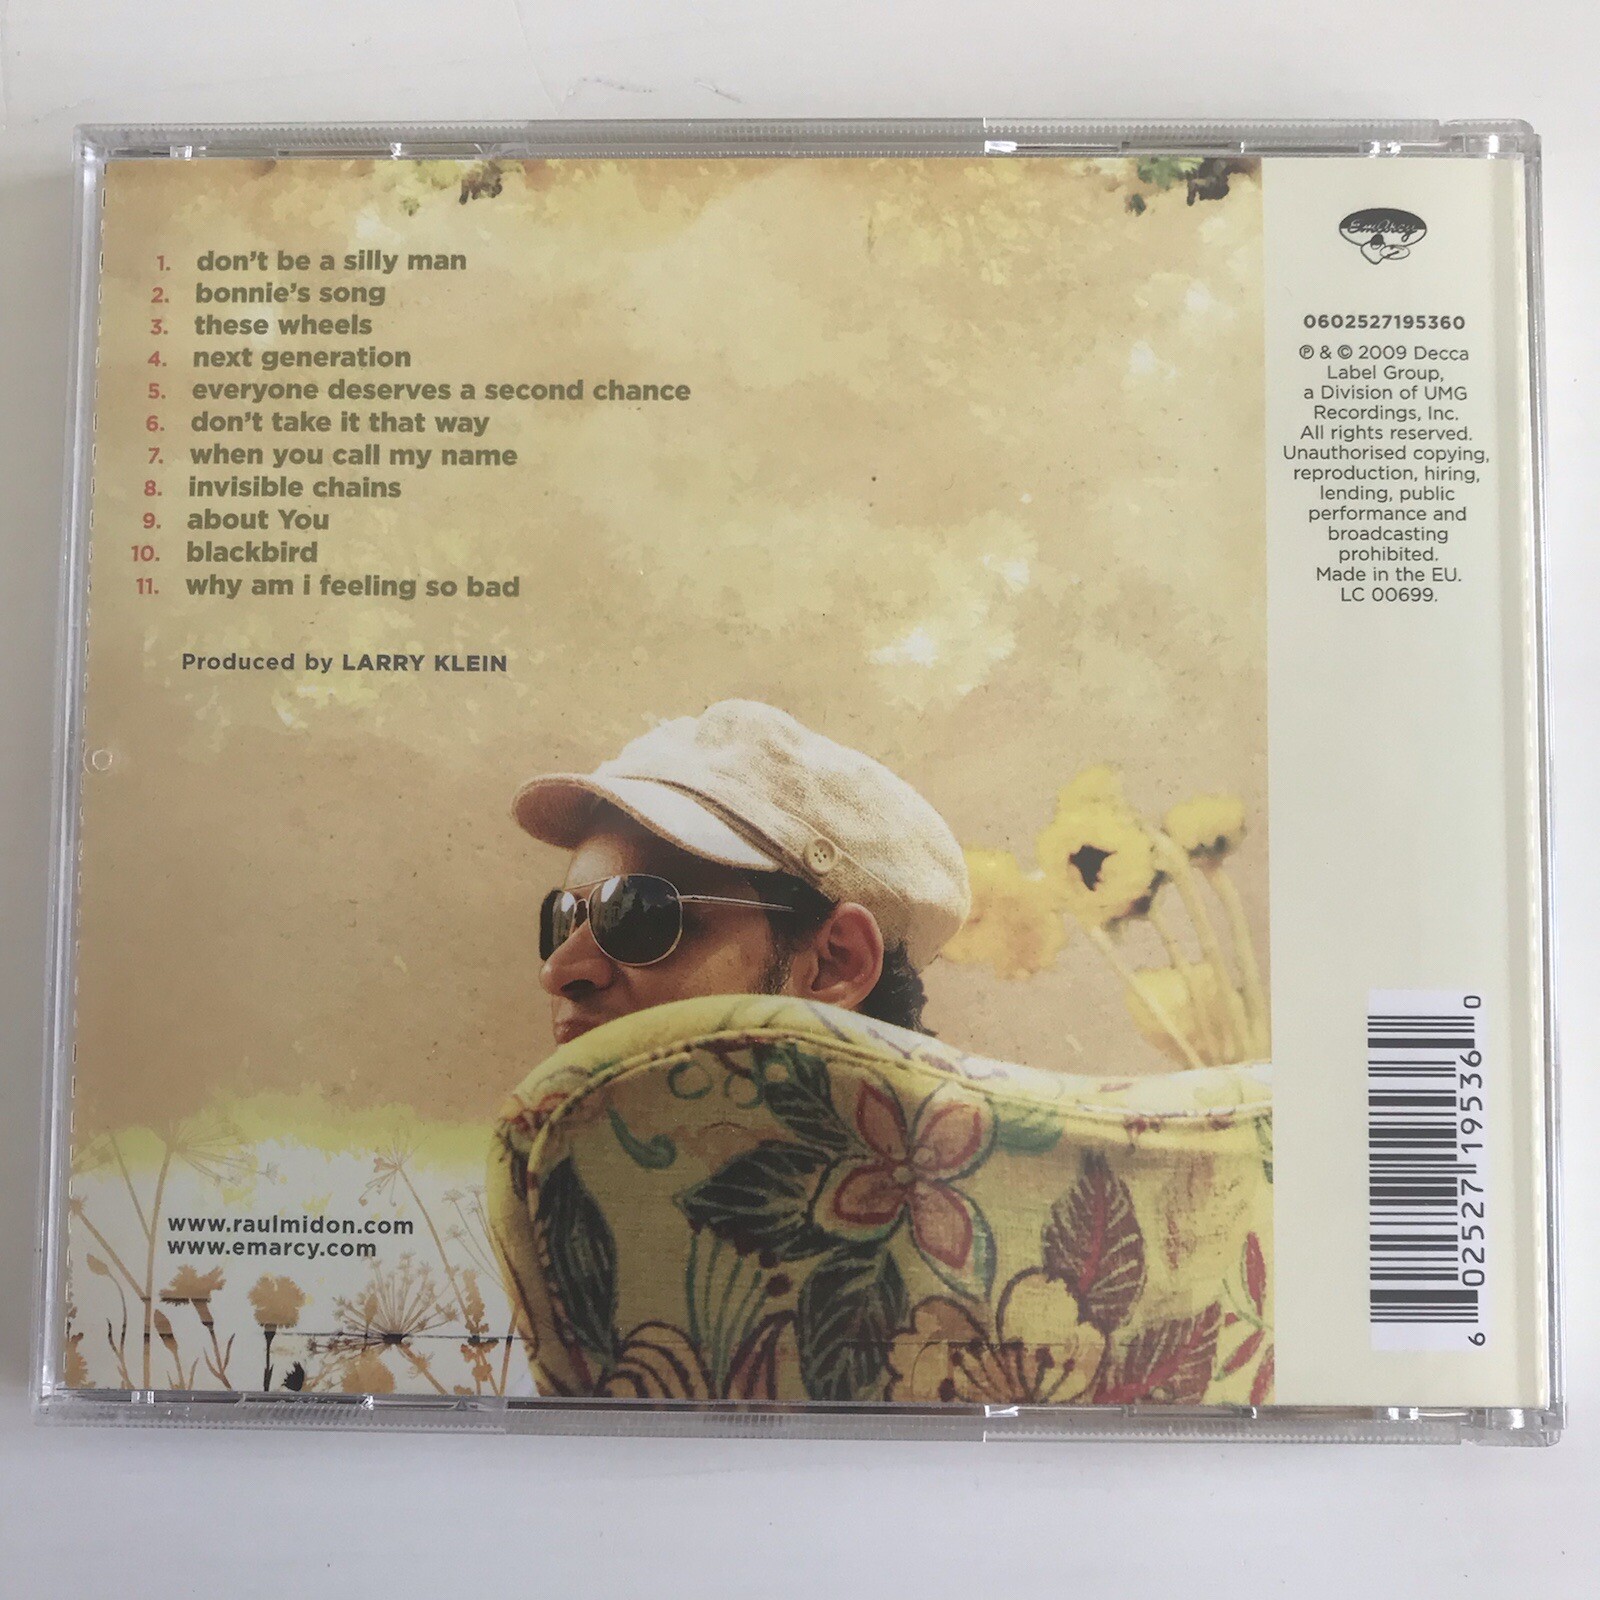 1. don't be a silly man
2. bonnie's song
3. these wheels
4. next generation
5. everyone deserves a second chance
6. don't take it that way
7. when you call my name
8. invisible chains
9. about You
10. blackbird
11. why am i feeling so bad
Produced by LARRY KLEIN
www.raulmidon.com
www.emarcy.com
EmArcy
0602527195360
℗ & © 2009 Decca
Label Group,
a Division of UMG
Recordings, Inc.
All rights reserved.
Unauthorised copying,
reproduction, hiring,
lending, public
performance and
broadcasting
prohibited.
Made in the EU.
LC 00699.
6 02527 19536 0